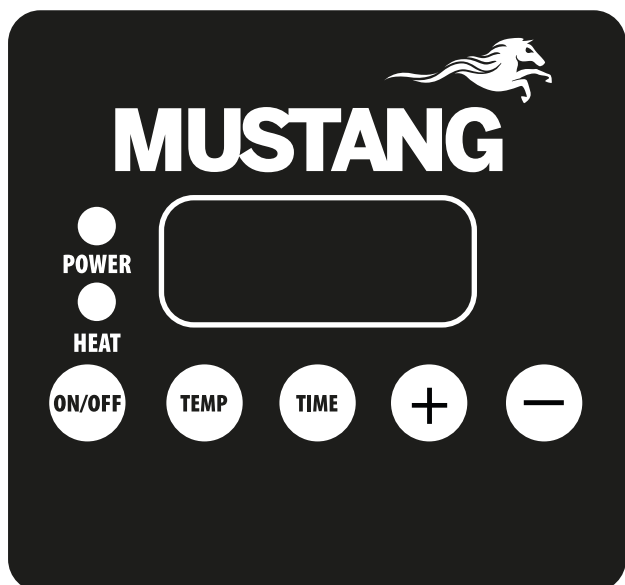 MUSTANG
POWER
HEAT
ON/OFF TEMP TIME + −